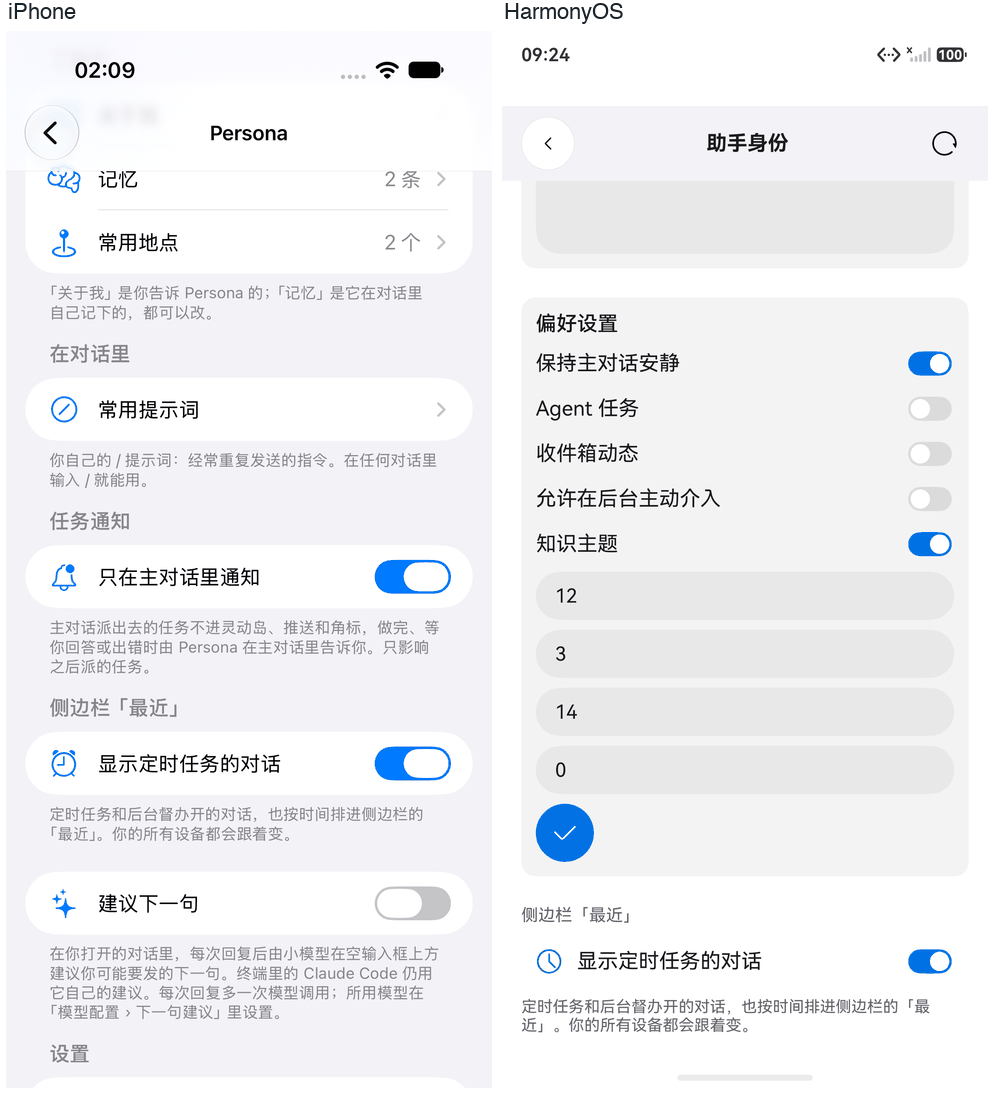 iPhone
02:09
Persona
记忆
2 条
常用地点
2 个
「关于我」是你告诉 Persona 的；「记忆」是它在对话里
自己记下的，都可以改。
在对话里
常用提示词
你自己的 / 提示词：经常重复发送的指令。在任何对话里
输入 / 就能用。
任务通知
只在主对话里通知
主对话派出去的任务不进灵动岛、推送和角标，做完、等
你回答或出错时由 Persona 在主对话里告诉你。只影响
之后派的任务。
侧边栏「最近」
显示定时任务的对话
定时任务和后台督办开的对话，也按时间排进侧边栏的
「最近」。你的所有设备都会跟着变。
建议下一句
在你打开的对话里，每次回复后由小模型在空输入框上方
建议你可能要发的下一句。终端里的 Claude Code 仍用
它自己的建议。每次回复多一次模型调用；所用模型在
「模型配置 › 下一句建议」里设置。
设置
HarmonyOS
09:24
100
助手身份
偏好设置
保持主对话安静
Agent 任务
收件箱动态
允许在后台主动介入
知识主题
12
3
14
0
侧边栏「最近」
显示定时任务的对话
定时任务和后台督办开的对话，也按时间排进侧边栏的「最
近」。你的所有设备都会跟着变。